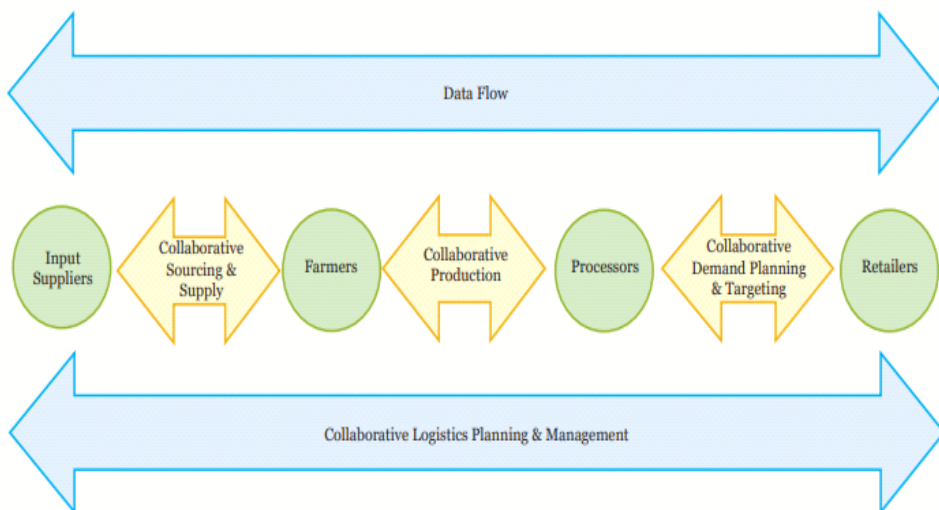 Data Flow
Input
Suppliers
Collaborative
Sourcing &
Supply
Farmers
Collaborative
Production
Processors
Collaborative
Demand Planning
& Targeting
Retailers
Collaborative Logistics Planning & Management